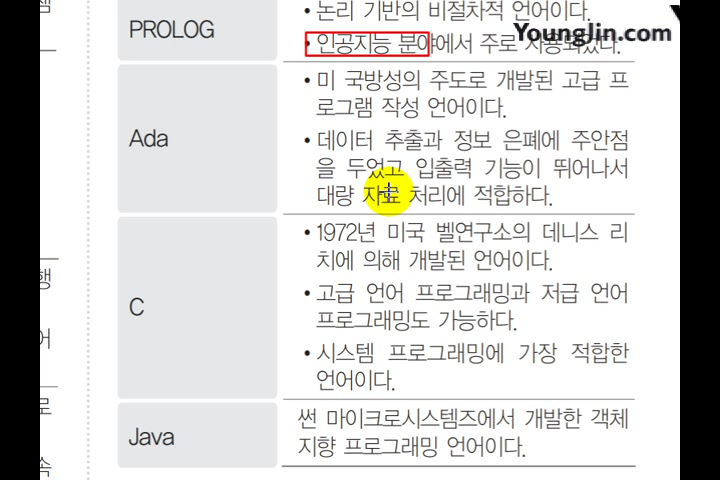 Younglin.com
PROLOG
• 논리 기반의 비절차적 언어이다.
• 인공지능 분야에서 주로 사용되었다.
Ada
• 미 국방성의 주도로 개발된 고급 프
로그램 작성 언어이다.
• 데이터 추출과 정보 은폐에 주안점
을 두었고 입출력 기능이 뛰어나서
대량 자료 처리에 적합하다.
C
• 1972년 미국 벨연구소의 데니스 리
치에 의해 개발된 언어이다.
• 고급 언어 프로그래밍과 저급 언어
프로그래밍도 가능하다.
• 시스템 프로그래밍에 가장 적합한
언어이다.
Java
썬 마이크로시스템즈에서 개발한 객체
지향 프로그래밍 언어이다.
행
어
로
속